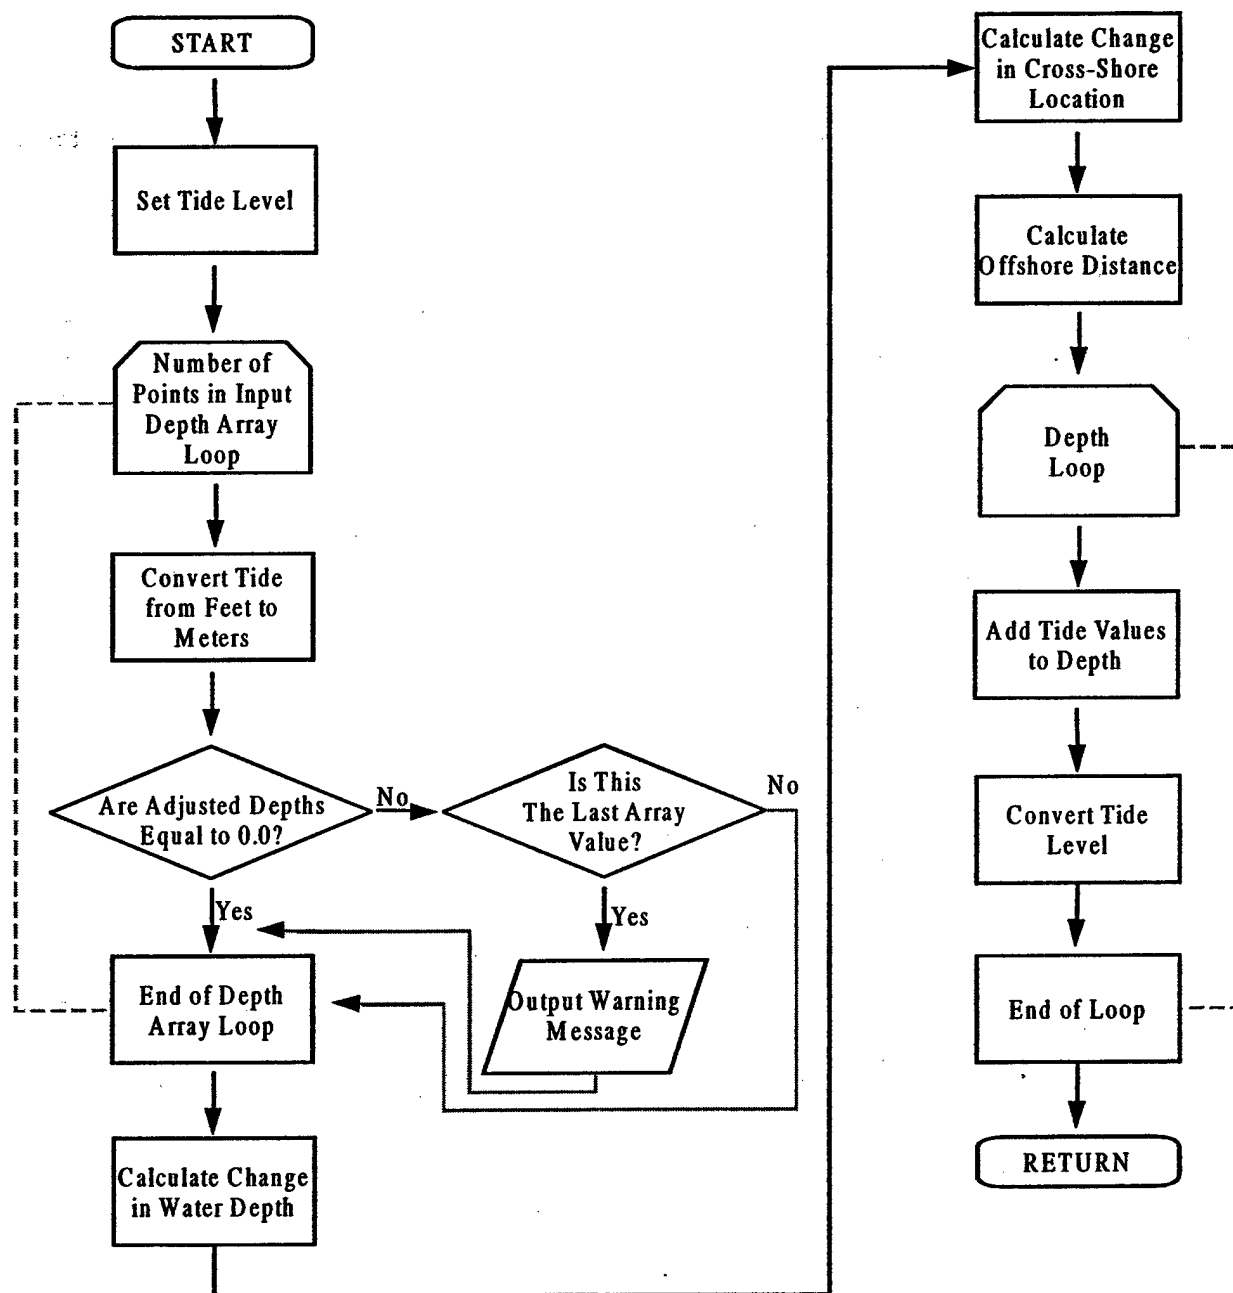 START
Set Tide Level
Number of
Points in Input
Depth Array
Loop
Convert Tide
from Feet to
Meters
Are Adjusted Depths
Equal to 0.0?
No
Is This
The Last Array
Value?
No
Yes
Yes
End of Depth
Array Loop
Output Warning
Message
Calculate Change
in Water Depth
Calculate Change
in Cross-Shore
Location
Calculate
Offshore Distance
Depth
Loop
Add Tide Values
to Depth
Convert Tide
Level
End of Loop
RETURN